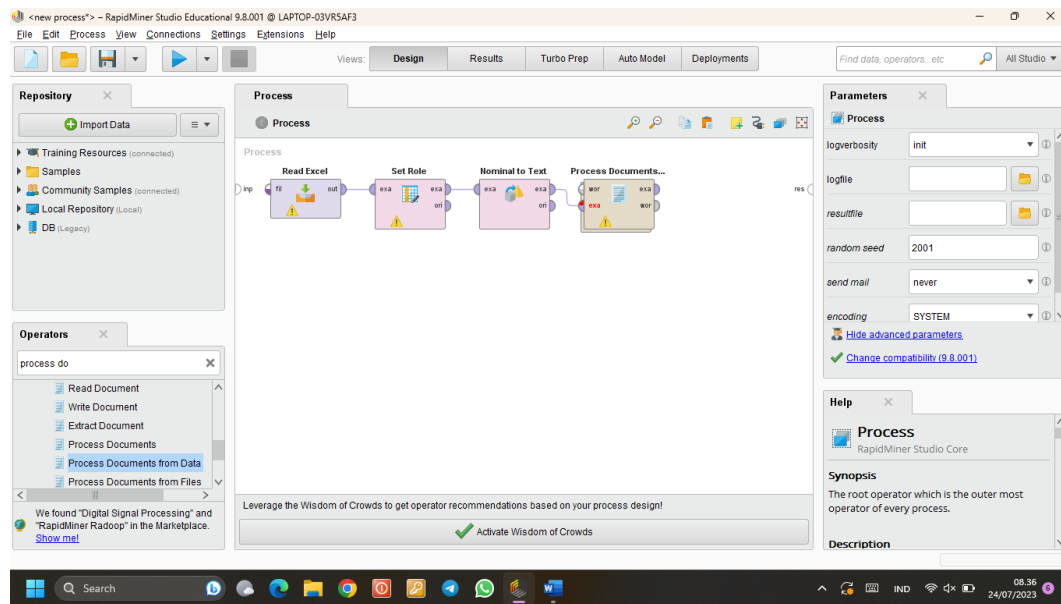 <new process*> – RapidMiner Studio Educational 9.8.001 @ LAPTOP-03VR5AF3
File Edit Process View Connections Settings Extensions Help
Views: Design Results Turbo Prep Auto Model Deployments Find data, operators...etc All Studio
Repository
Import Data
Training Resources (connected)
Samples
Community Samples (connected)
Local Repository (Local)
DB (Legacy)
Operators
process do
Read Document
Write Document
Extract Document
Process Documents
Process Documents from Data
Process Documents from Files
We found "Digital Signal Processing" and
"RapidMiner Radoop" in the Marketplace.
Show me!
Process
Process
Process
Read Excel Set Role Nominal to Text Process Documents...
inp fil out exa exa exa exa wor exa res
ori ori exa wor
Leverage the Wisdom of Crowds to get operator recommendations based on your process design!
Activate Wisdom of Crowds
Parameters
Process
logverbosity init
logfile
resultfile
random seed 2001
send mail never
encoding SYSTEM
Hide advanced parameters
Change compatibility (9.8.001)
Help
Process
RapidMiner Studio Core
Synopsis
The root operator which is the outer most
operator of every process.
Description
Search IND 08.36
24/07/2023 6